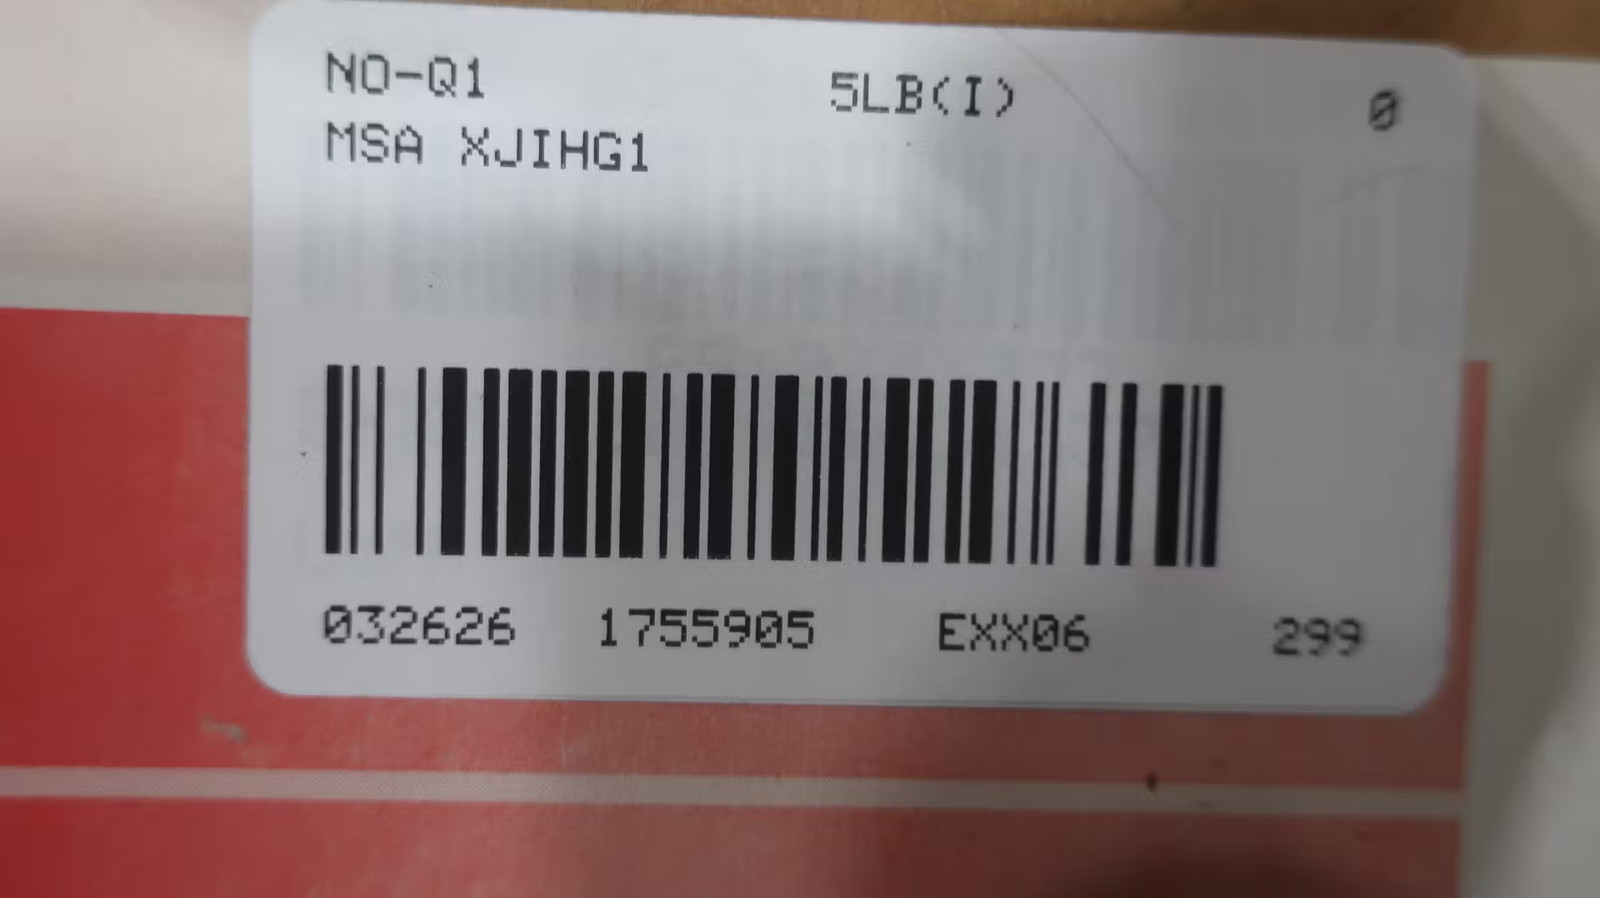 NO-Q1 5LB(I) 0
MSA XJIHG1
032626 1755905 EXX06 299